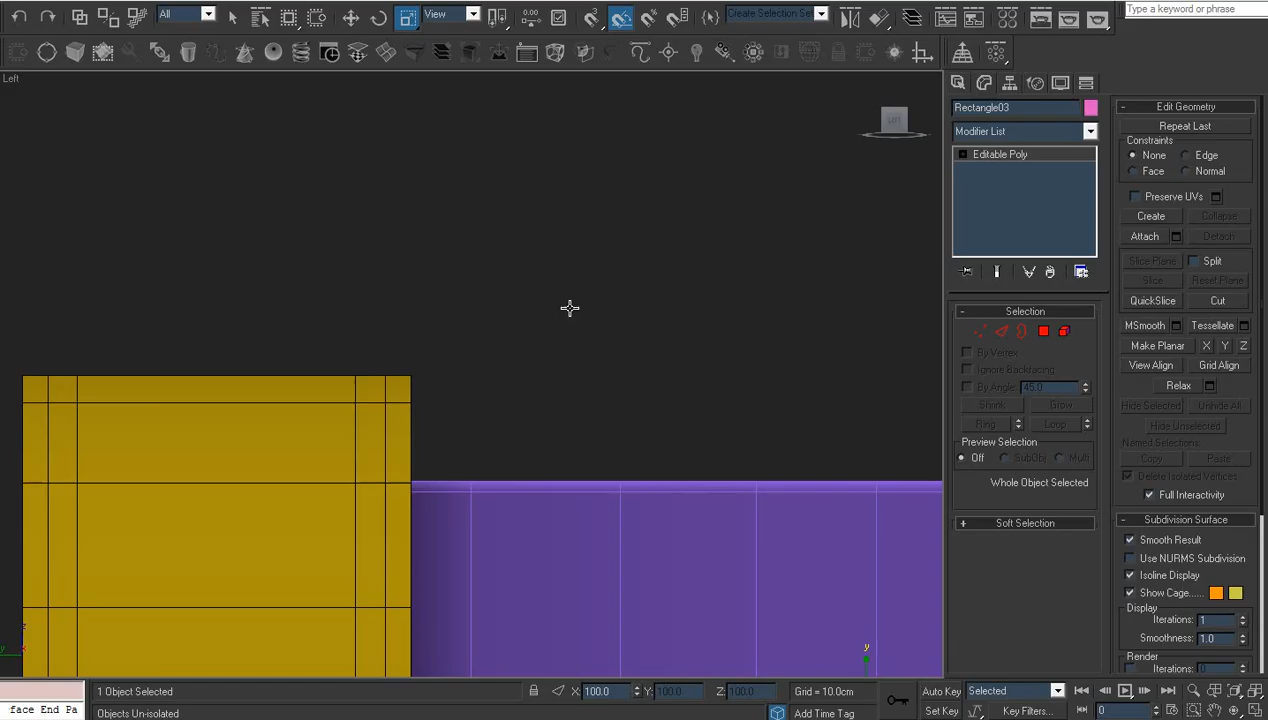 All
View
Create Selection Set
Type a keyword or phrase
Left
LEFT
Rectangle03
Modifier List
Editable Poly
Selection
By Vertex
Ignore Backfacing
By Angle: 45.0
Shrink Grow
Ring Loop
Preview Selection
Off SubObj Multi
Whole Object Selected
Soft Selection
Edit Geometry
Repeat Last
Constraints
None Edge
Face Normal
Preserve UVs
Create Collapse
Attach Detach
Slice Plane Split
Slice Reset Plane
QuickSlice Cut
MSmooth Tessellate
Make Planar X Y Z
View Align Grid Align
Relax
Hide Selected Unhide All
Hide Unselected
Named Selections:
Copy Paste
Delete Isolated Vertices
Full Interactivity
Subdivision Surface
Smooth Result
Use NURMS Subdivision
Isoline Display
Show Cage......
Display
Iterations: 1
Smoothness: 1.0
Render
Iterations: 0
z
y x
y
1 Object Selected X: 100.0 Y: 100.0 Z: 100.0 Grid = 10.0cm Auto Key Selected
face End Pa Objects Un-isolated Add Time Tag Set Key Key Filters... 0